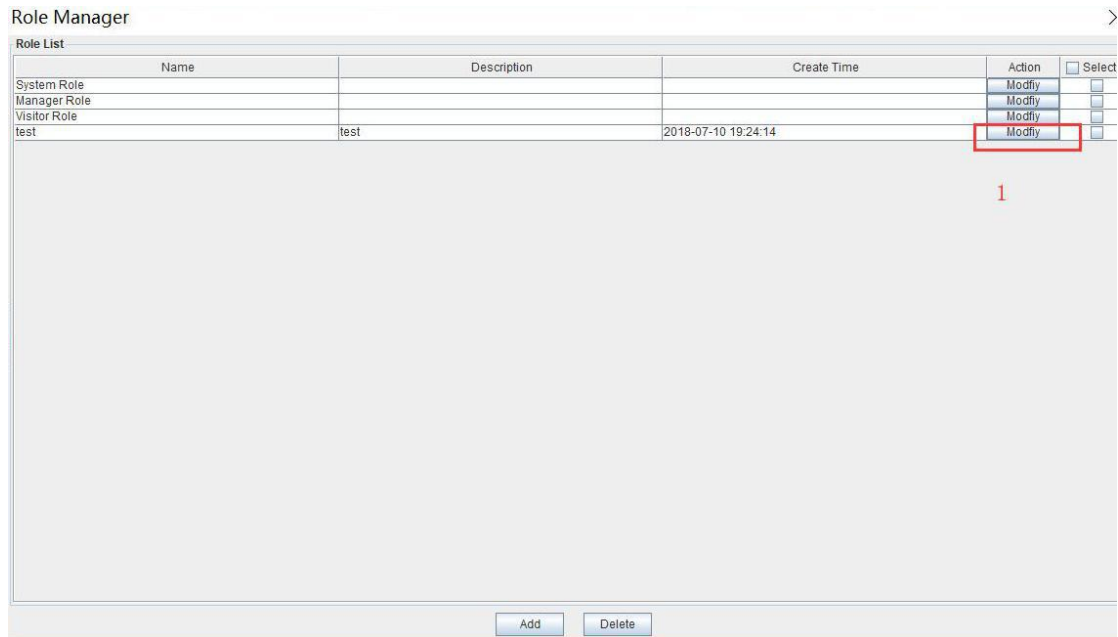 Role Manager
Role List
Name Description Create Time Action Select
System Role Modfiy
Manager Role Modfiy
Visitor Role Modfiy
test test 2018-07-10 19:24:14 Modfiy
1
Add Delete